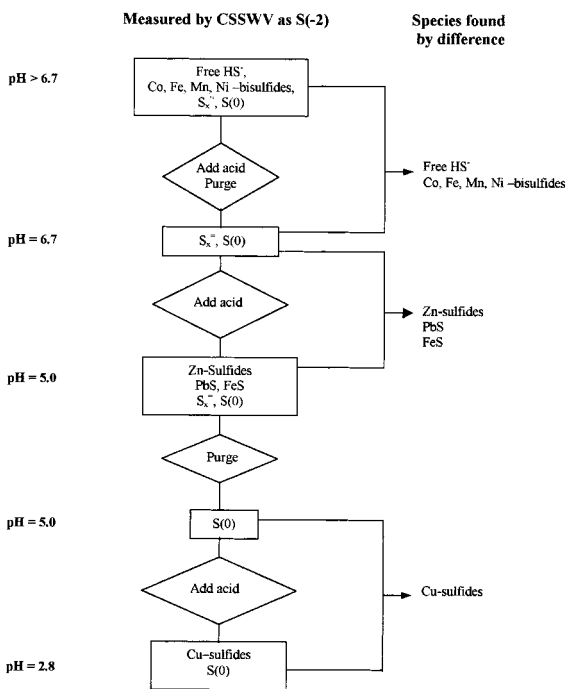 Measured by CSSWV as S(-2)
Species found
by difference
pH > 6.7
Free HS⁻,
Co, Fe, Mn, Ni –bisulfides,
Sₓ⁼, S(0)
Add acid
Purge
Free HS⁻
Co, Fe, Mn, Ni –bisulfides
pH = 6.7
Sₓ⁼, S(0)
Add acid
Zn-sulfides
PbS
FeS
pH = 5.0
Zn-Sulfides
PbS, FeS
Sₓ⁼, S(0)
Purge
pH = 5.0
S(0)
Add acid
Cu-sulfides
pH = 2.8
Cu–sulfides
S(0)